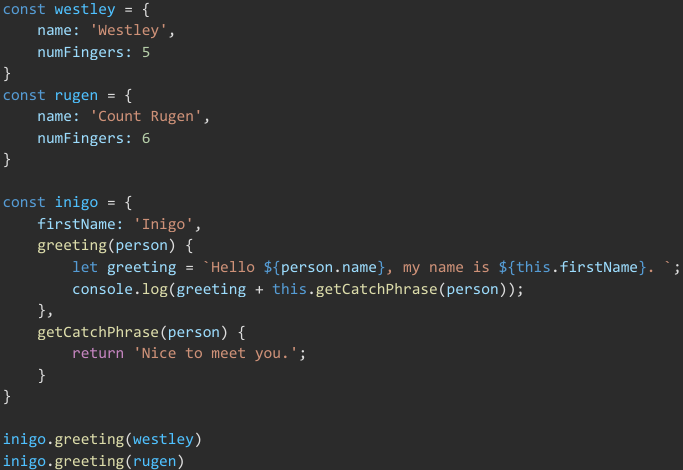 const westley = {
    name: 'Westley',
    numFingers: 5
}
const rugen = {
    name: 'Count Rugen',
    numFingers: 6
}

const inigo = {
    firstName: 'Inigo',
    greeting(person) {
        let greeting = `Hello ${person.name}, my name is ${this.firstName}. `;
        console.log(greeting + this.getCatchPhrase(person));
    },
    getCatchPhrase(person) {
        return 'Nice to meet you.';
    }
}

inigo.greeting(westley)
inigo.greeting(rugen)